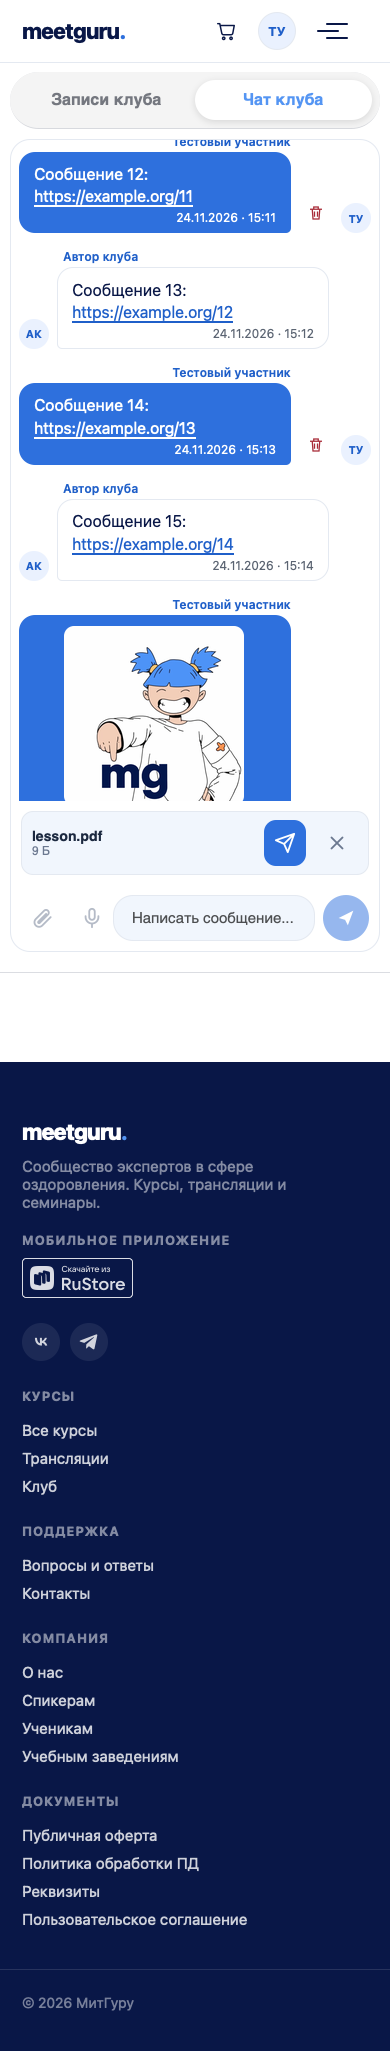 meetguru.
ТУ
Записи клуба
Чат клуба
Тестовый участник
Сообщение 12:
https://example.org/11
24.11.2026 · 15:11
ТУ
Автор клуба
Сообщение 13:
https://example.org/12
24.11.2026 · 15:12
АК
Тестовый участник
Сообщение 14:
https://example.org/13
24.11.2026 · 15:13
ТУ
Автор клуба
Сообщение 15:
https://example.org/14
24.11.2026 · 15:14
АК
Тестовый участник
mg
lesson.pdf
9 Б
Написать сообщение...
meetguru.
Сообщество экспертов в сфере
оздоровления. Курсы, трансляции и
семинары.
МОБИЛЬНОЕ ПРИЛОЖЕНИЕ
Скачайте из
RuStore
КУРСЫ
Все курсы
Трансляции
Клуб
ПОДДЕРЖКА
Вопросы и ответы
Контакты
КОМПАНИЯ
О нас
Спикерам
Ученикам
Учебным заведениям
ДОКУМЕНТЫ
Публичная оферта
Политика обработки ПД
Реквизиты
Пользовательское соглашение
© 2026 МитГуру